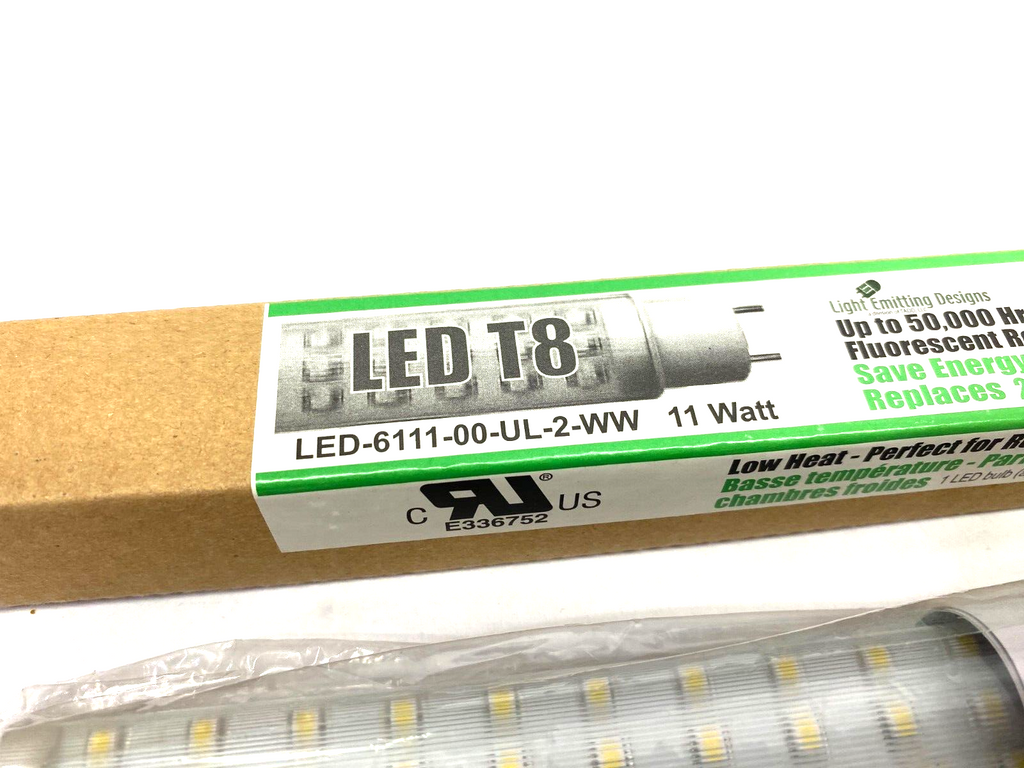 LED T8
LED-6111-00-UL-2-WW 11 Watt
Light Emitting Designs
Up to 50,000 Hr
Fluorescent
Save Energy
Replaces
Low Heat - Perfect for
Basse température -
chambres froides 1 LED bulb
C RU ® US
E336752